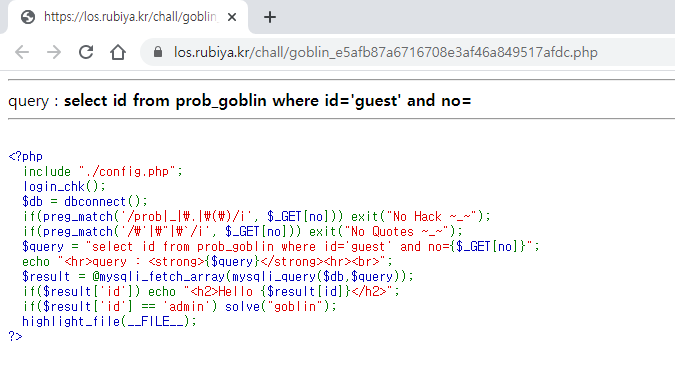 https://los.rubiya.kr/chall/goblin
los.rubiya.kr/chall/goblin_e5afb87a6716708e3af46a849517afdc.php
query : select id from prob_goblin where id='guest' and no=
<?php
include "./config.php";
login_chk();
$db = dbconnect();
if(preg_match('/prob|_|₩.|₩(₩)/i', $_GET[no])) exit("No Hack ~_~");
if(preg_match('/₩'|₩"|₩`/i', $_GET[no])) exit("No Quotes ~_~");
$query = "select id from prob_goblin where id='guest' and no={$_GET[no]}";
echo "<hr>query : <strong>{$query}</strong><hr><br>";
$result = @mysqli_fetch_array(mysqli_query($db,$query));
if($result['id']) echo "<h2>Hello {$result[id]}</h2>";
if($result['id'] == 'admin') solve("goblin");
highlight_file(__FILE__);
?>